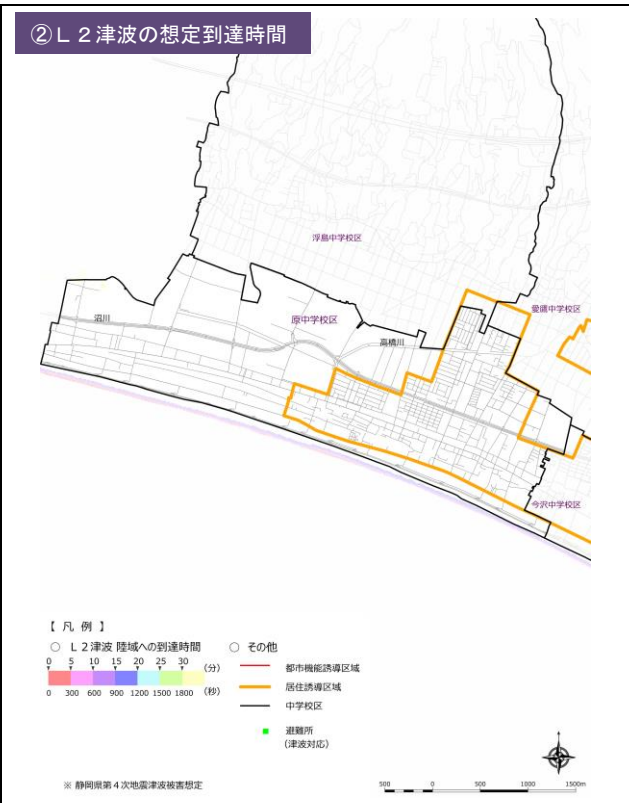 ②Ｌ２津波の想定到達時間
浮島中学校区
愛鷹中学校区
原中学校区
沼川
高橋川
今沢中学校区
【 凡 例 】
○ Ｌ２津波 陸域への到達時間
0 5 10 15 20 25 30 (分)
0 300 600 900 1200 1500 1800 (秒)
○ その他
都市機能誘導区域
居住誘導区域
中学校区
避難所
（津波対応）
※ 静岡県第４次地震津波被害想定
500 0 500 1000 1500m